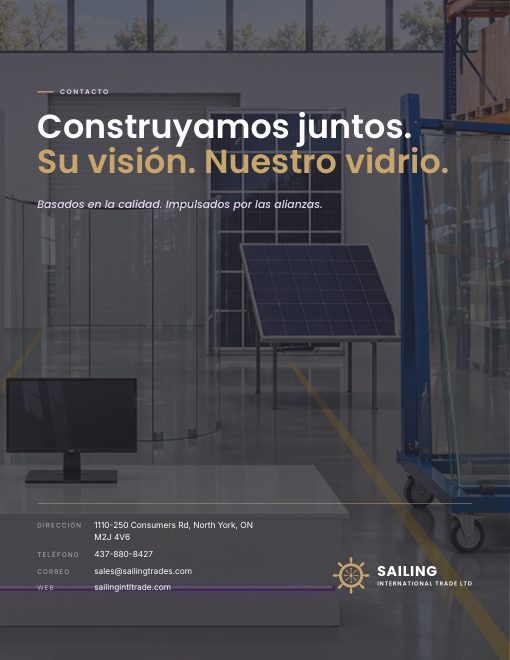 CONTACTO
Construyamos juntos.
Su visión. Nuestro vidrio.
Basados en la calidad. Impulsados por las alianzas.
DIRECCIÓN 1110-250 Consumers Rd, North York, ON
M2J 4V6
TELÉFONO 437-880-8427
CORREO sales@sailingtrades.com
WEB sailingintltrade.com
SAILING
INTERNATIONAL TRADE LTD